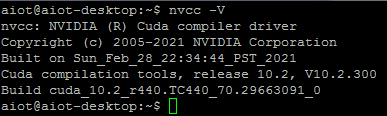 aiot@aiot-desktop:~$ nvcc -V
nvcc: NVIDIA (R) Cuda compiler driver
Copyright (c) 2005-2021 NVIDIA Corporation
Built on Sun_Feb_28_22:34:44_PST_2021
Cuda compilation tools, release 10.2, V10.2.300
Build cuda_10.2_r440.TC440_70.29663091_0
aiot@aiot-desktop:~$